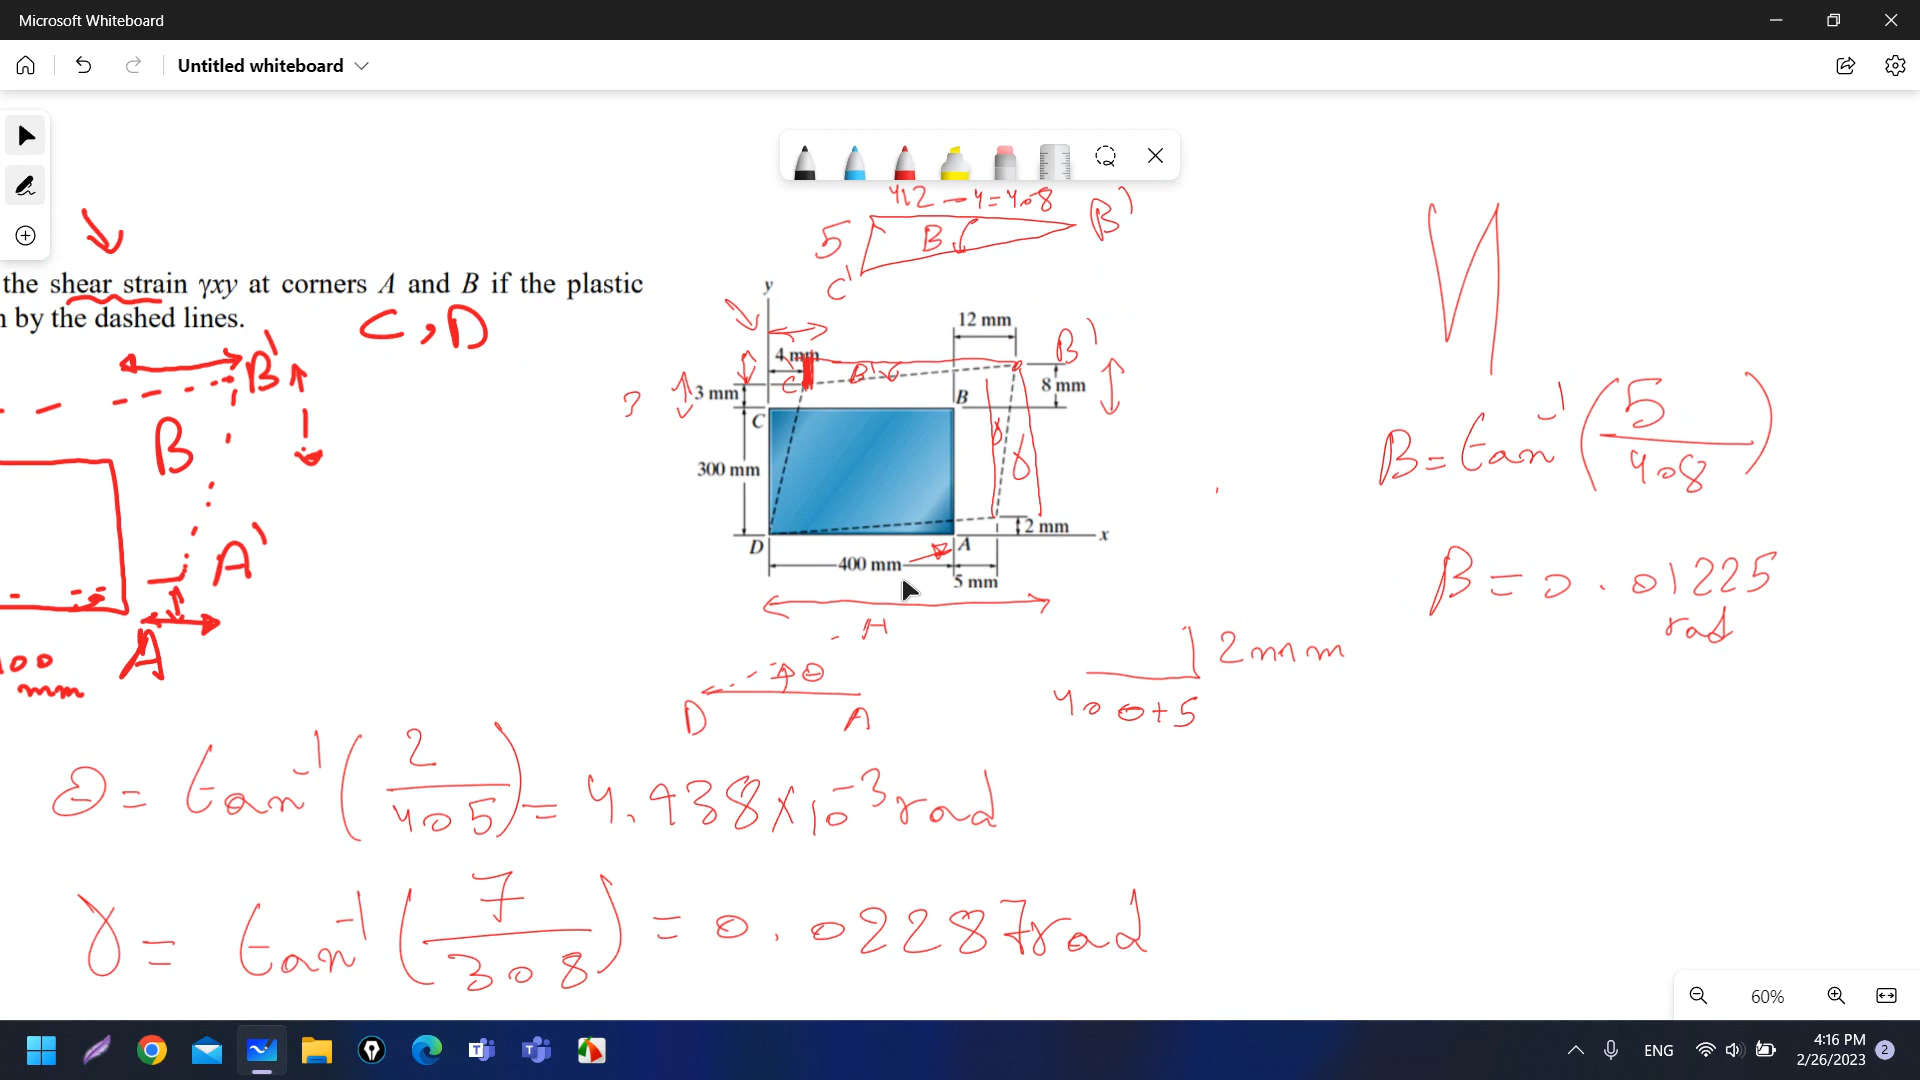 Microsoft Whiteboard
Untitled whiteboard
the shear strain γxy at corners A and B if the plastic
n by the dashed lines.
C , D
B'
B
A'
A
00
mm
412 - 4 = 408
5
B
B'
C'
y
12 mm
4 mm
B'
C'
3 mm
8 mm
?
B
C
300 mm
2 mm
x
D
A
400 mm
5 mm
H
θ
D
A
2 mm
400+5
θ = tan⁻¹ ( 2 / 405 ) = 4.938 × 10⁻³ rad
γ = tan⁻¹ ( 7 / 308 ) = 0.02287 rad
β = tan⁻¹ ( 5 / 408 )
β = 0.01225
rad
60%
ENG
4:16 PM
2/26/2023
2